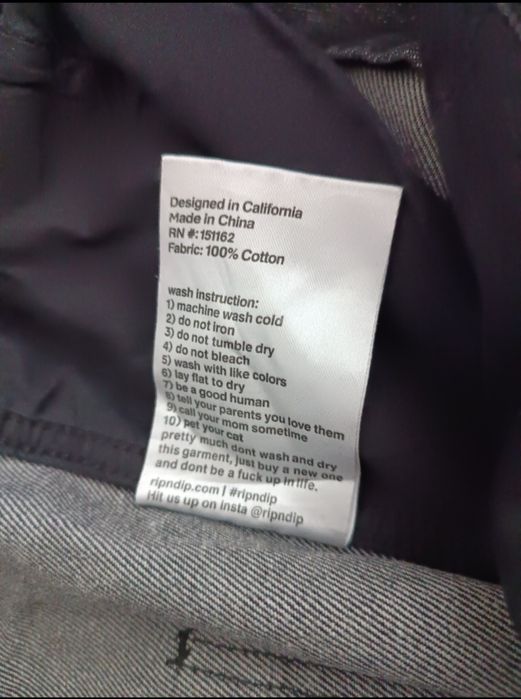 Designed in California
Made in China
RN #: 151162
Fabric: 100% Cotton
wash instruction:
1) machine wash cold
2) do not iron
3) do not tumble dry
4) do not bleach
5) wash with like colors
6) lay flat to dry
7) be a good human
8) tell your parents you love them
9) call your mom sometime
10) pet your cat
pretty much dont wash and dry
this garment, just buy a new one
and dont be a fuck up in life.
ripndip.com | #ripndip
Hit us up on Insta @ripndip